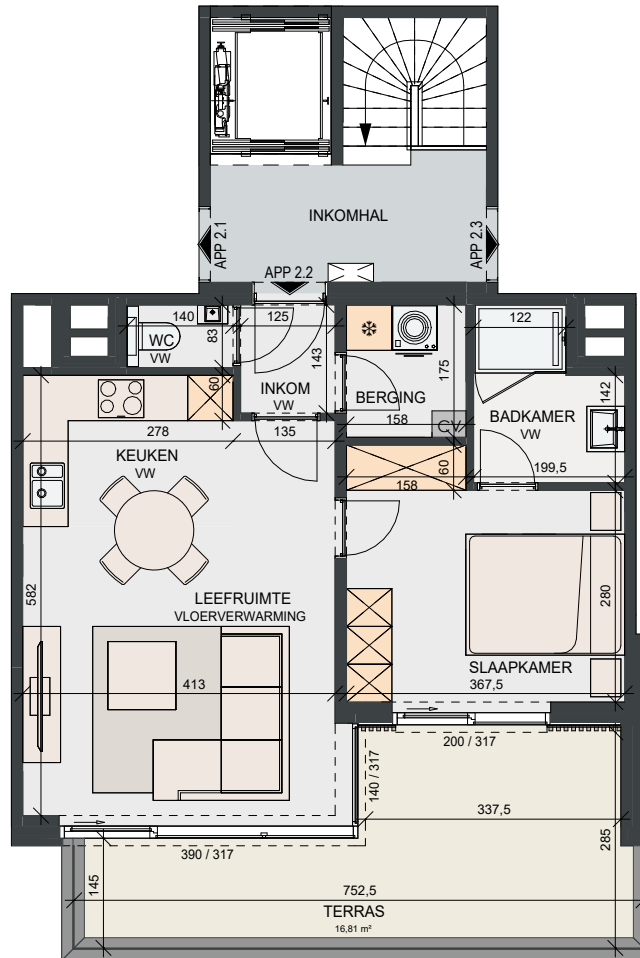 INKOMHAL
APP 2.1
APP 2.3
APP 2.2
140
125
122
83
WC
VW
143
175
142
60
INKOM
VW
BERGING
158
CV
BADKAMER
VW
278
135
60
199,5
KEUKEN
VW
158
582
LEEFRUIMTE
VLOERVERWARMING
280
SLAAPKAMER
413
367,5
200 / 317
140 / 317
337,5
390 / 317
285
145
752,5
TERRAS
16,81 m²